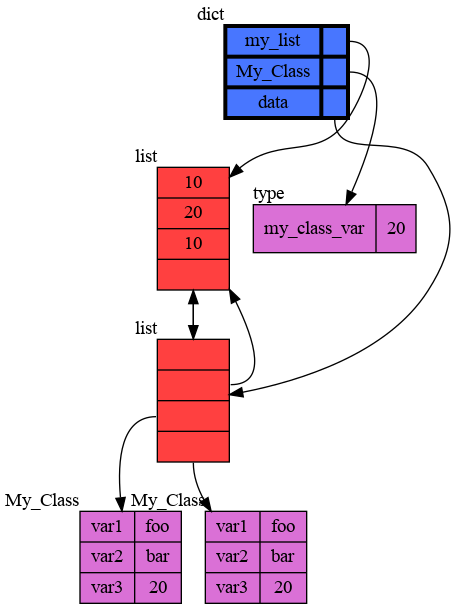 dict
my_list
My_Class
data
list
10
20
10
type
my_class_var 20
list
My_Class
var1 foo
var2 bar
var3 20
My_Class
var1 foo
var2 bar
var3 20